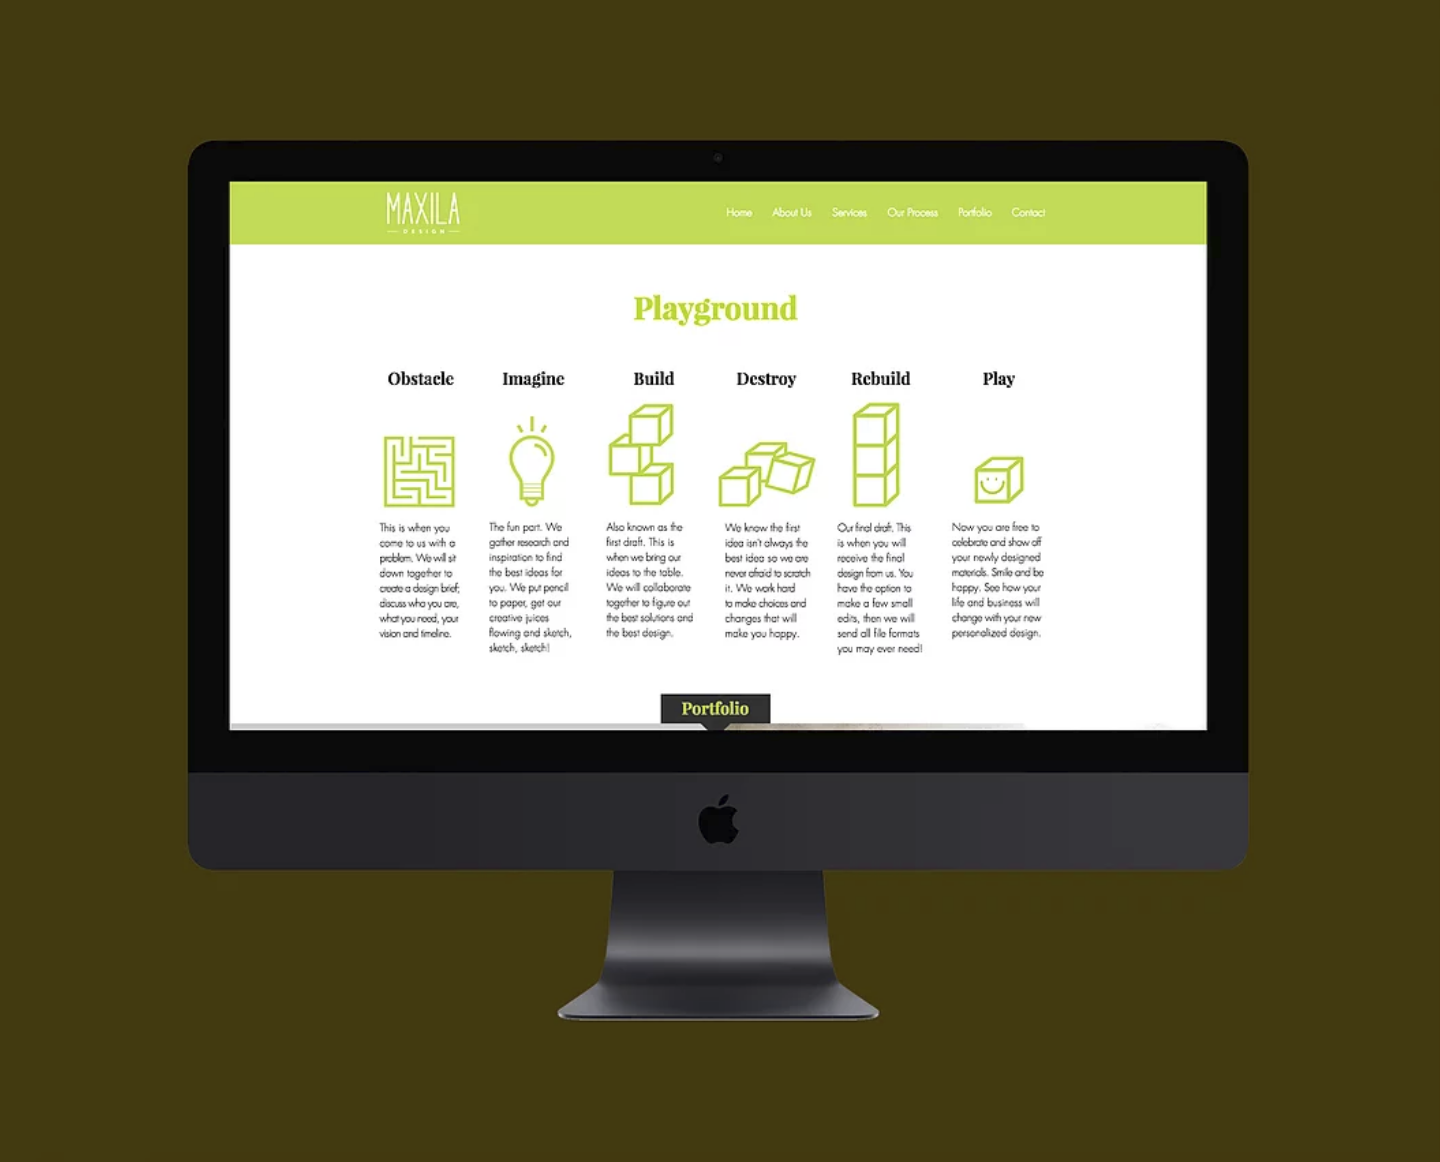 MAXILA
DESIGN
Home About Us Services Our Process Portfolio Contact
Playground
Obstacle
This is when you
come to us with a
problem. We will sit
down together to
create a design brief;
discuss who you are,
what you need, your
vision and timeline.
Imagine
The fun part. We
gather research and
inspiration to find
the best ideas for
you. We put pencil
to paper, get our
creative juices
flowing and sketch,
sketch, sketch!
Build
Also known as the
first draft. This is
when we bring our
ideas to the table.
We will collaborate
together to figure out
the best solutions and
the best design.
Destroy
We know the first
idea isn't always the
best idea so we are
never afraid to scratch
it. We work hard
to make choices and
changes that will
make you happy.
Rebuild
Our final draft. This
is when you will
receive the final
design from us. You
have the option to
make a few small
edits, then we will
send all file formats
you may ever need!
Play
Now you are free to
celebrate and show off
your newly designed
materials. Smile and be
happy. See how your
life and business will
change with your new
personalized design.
Portfolio